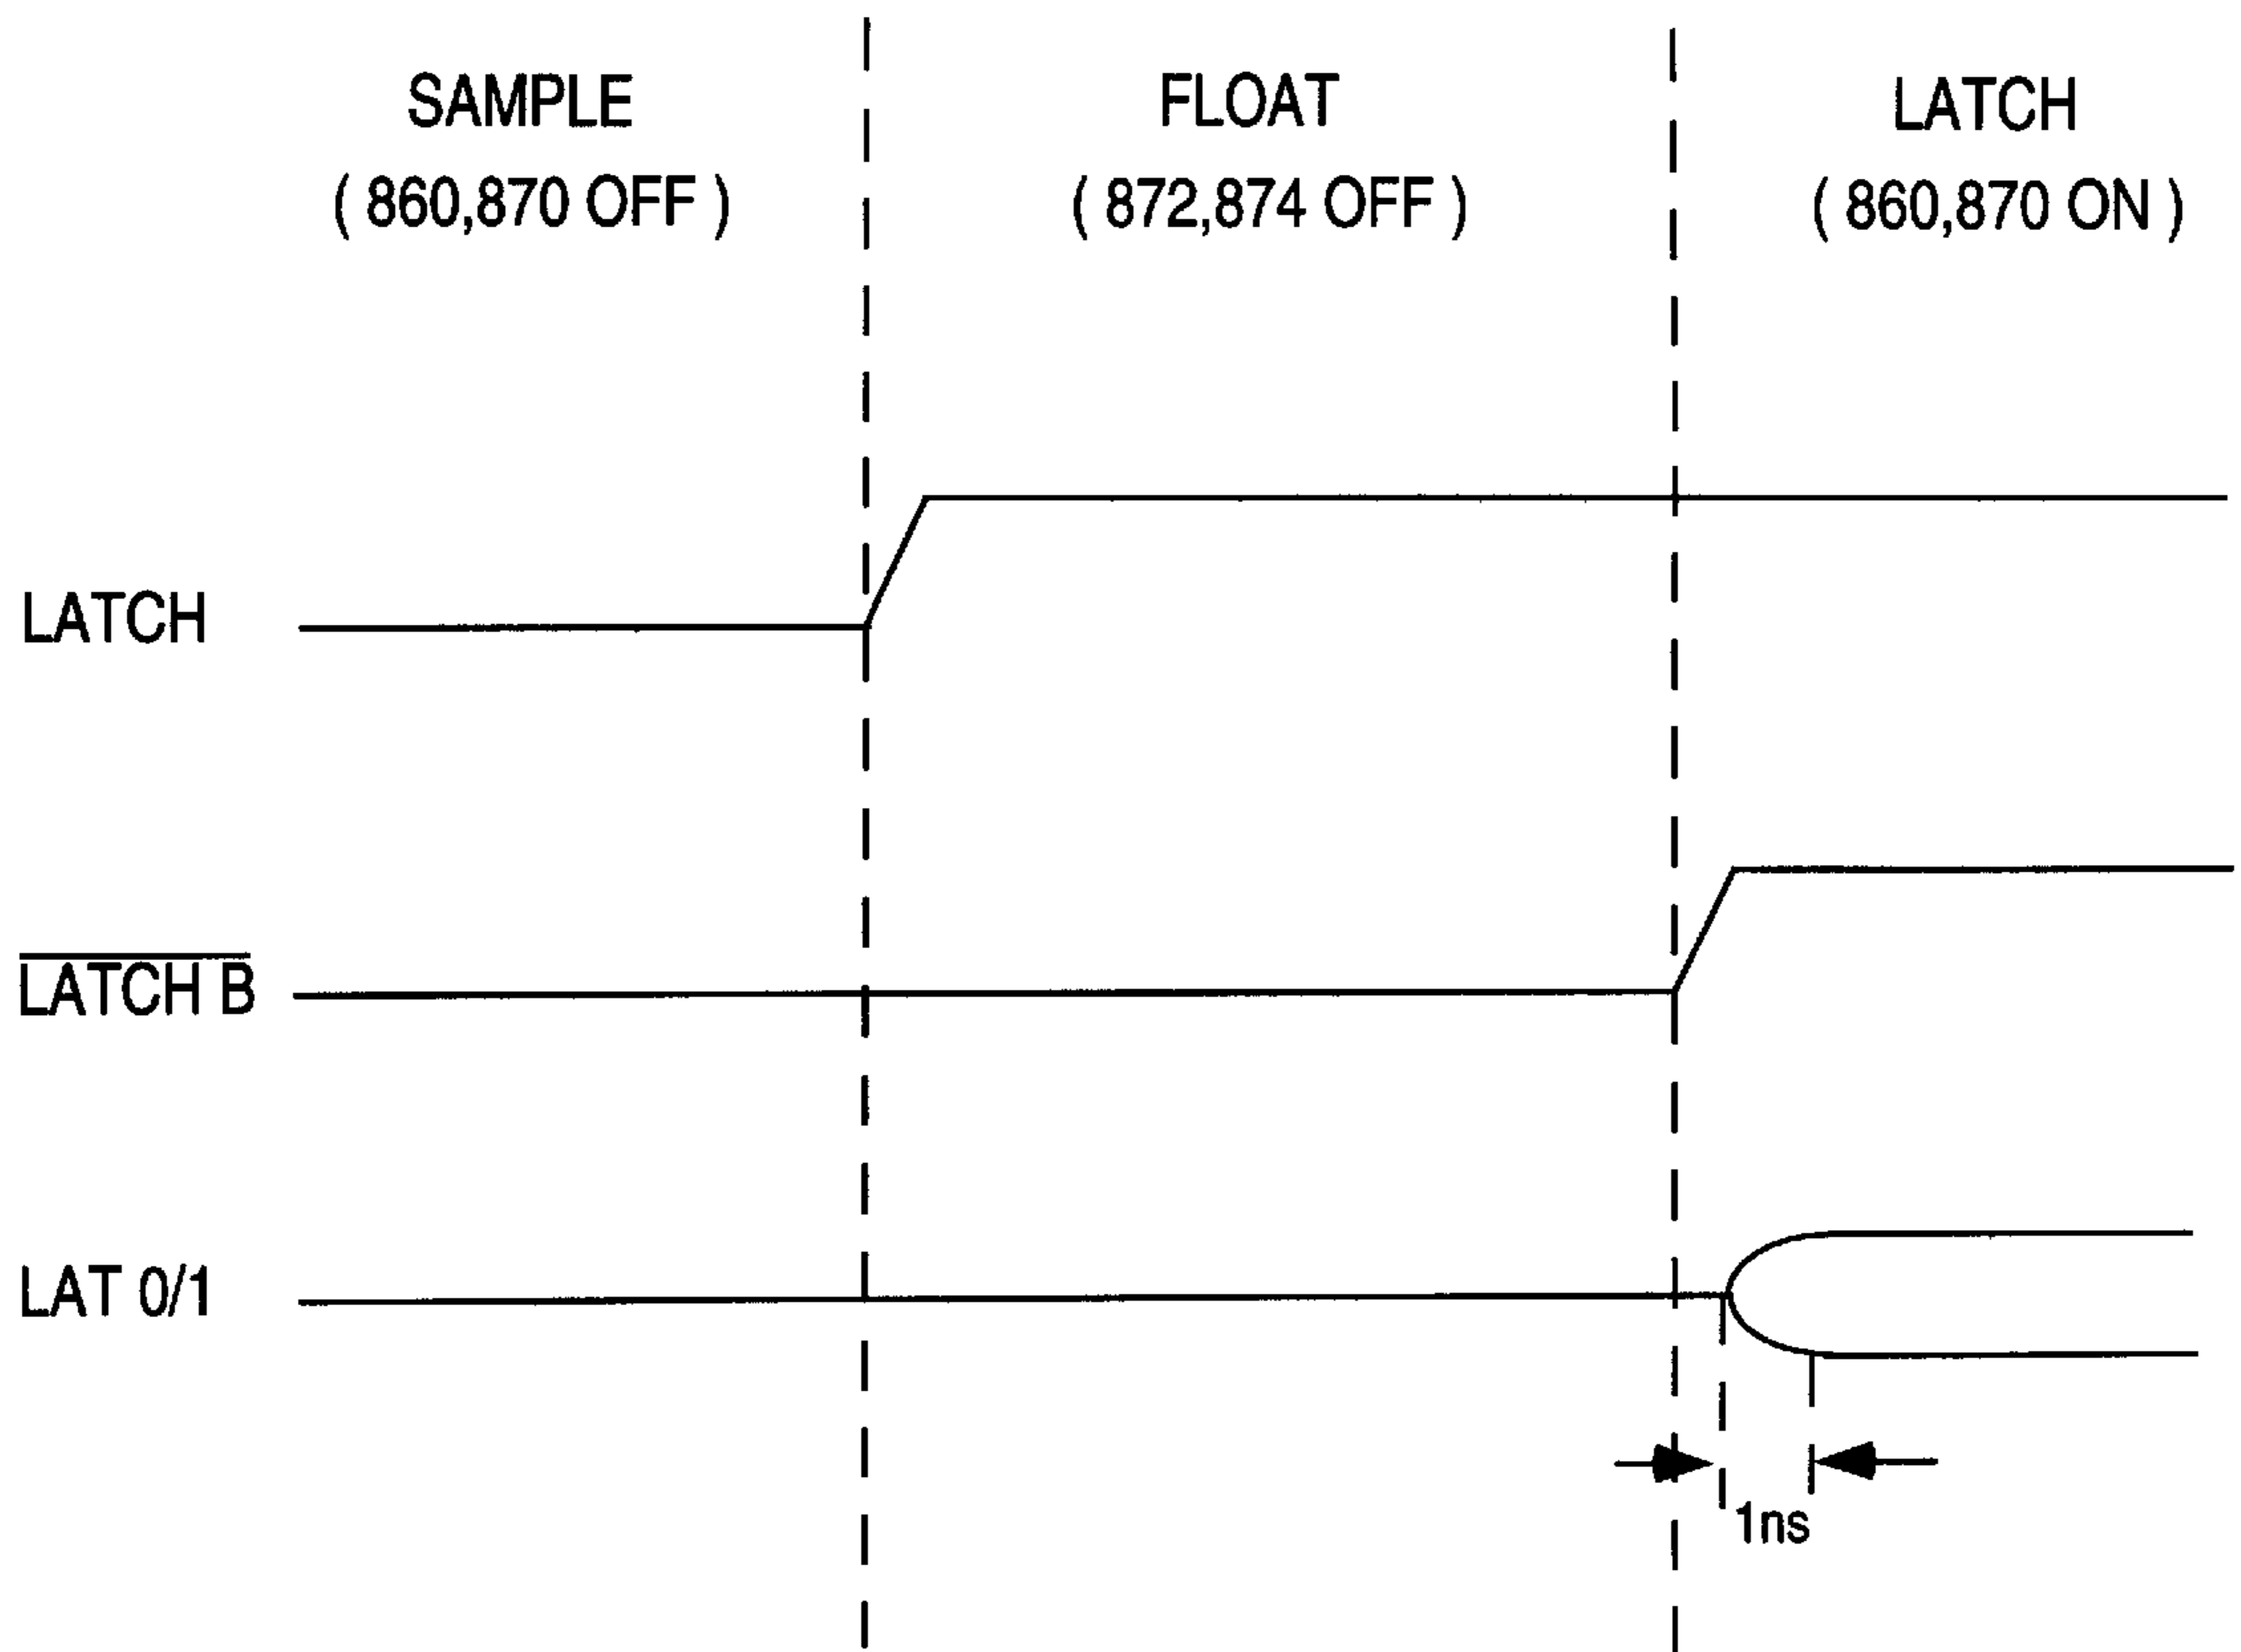 SAMPLE
( 860,870 OFF )
FLOAT
( 872,874 OFF )
LATCH
( 860,870 ON )
LATCH
LATCH B
LAT 0/1
1ns